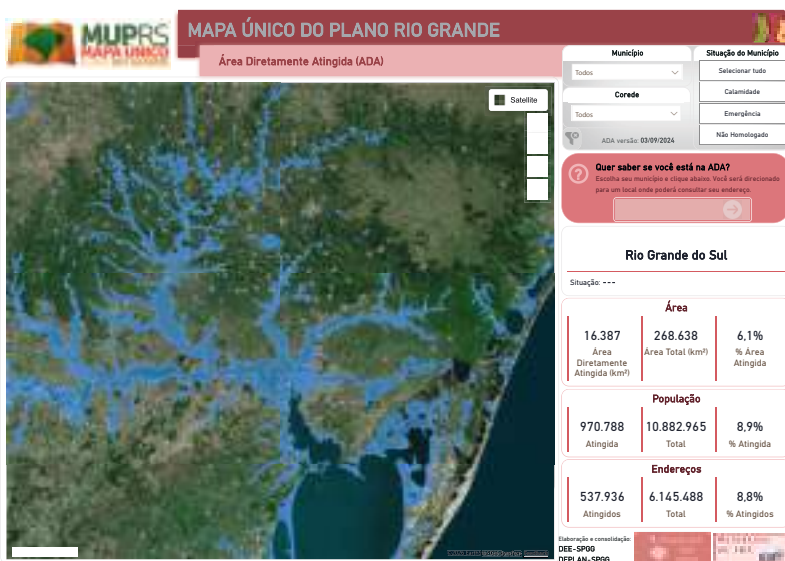 MUPRS
MAPA ÚNICO
MAPA ÚNICO DO PLANO RIO GRANDE
Área Diretamente Atingida (ADA)
Satellite
Município
Todos
Corede
Todos
ADA versão: 03/09/2024
Situação do Município
Selecionar tudo
Calamidade
Emergência
Não Homologado
Quer saber se você está na ADA?
Escolha seu município e clique abaixo. Você será direcionado
para um local onde poderá consultar seu endereço.
Rio Grande do Sul
Situação: ---
Área
16.387 268.638 6,1%
Área Diretamente Atingida (km²) Área Total (km²) % Área Atingida
População
970.788 10.882.965 8,9%
Atingida Total % Atingida
Endereços
537.936 6.145.488 8,8%
Atingidos Total % Atingidos
Elaboração e consolidação:
DEE-SPGG
DEPLAN-SPGG